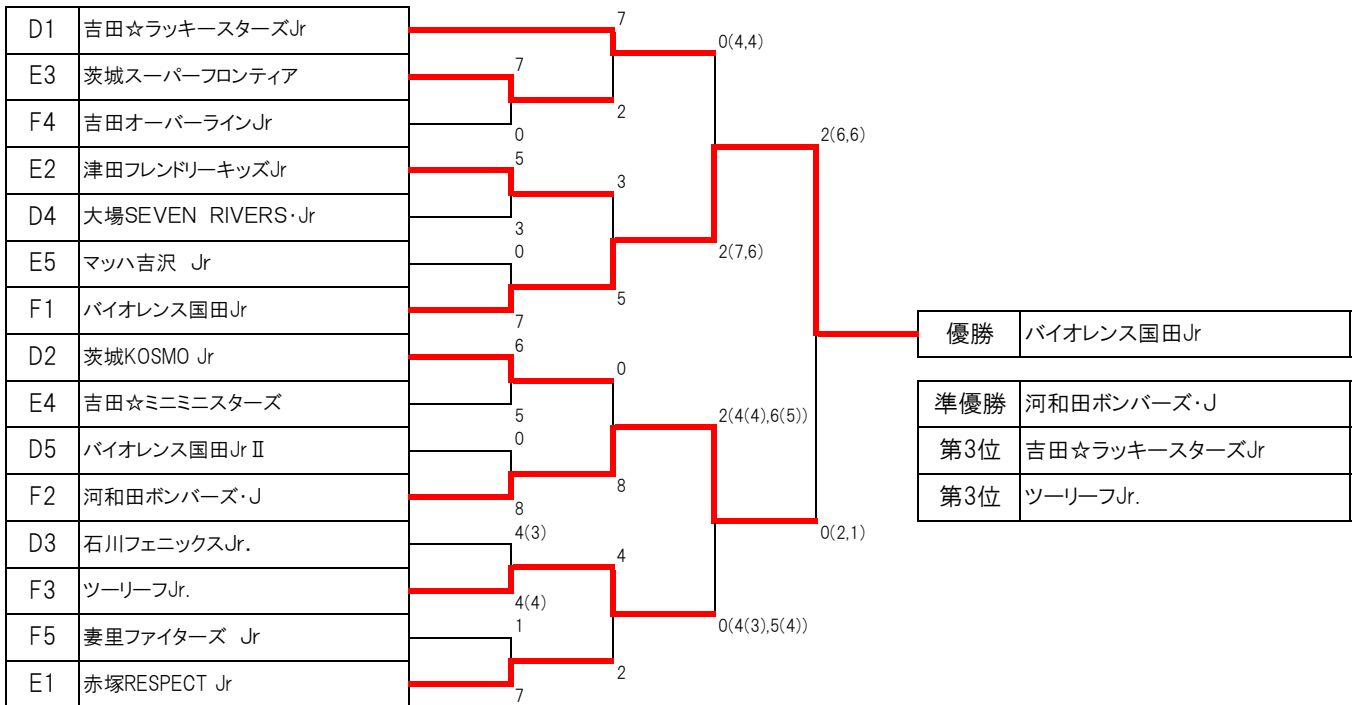 D1 吉田☆ラッキースターズJr
E3 茨城スーパーフロンティア
F4 吉田オーバーラインJr
E2 津田フレンドリーキッズJr
D4 大場SEVEN RIVERS・Jr
E5 マッハ吉沢 Jr
F1 バイオレンス国田Jr
D2 茨城KOSMO Jr
E4 吉田☆ミニミニスターズ
D5 バイオレンス国田JrⅡ
F2 河和田ボンバーズ・J
D3 石川フェニックスJr.
F3 ツーリーフJr.
F5 妻里ファイターズ Jr
E1 赤塚RESPECT Jr
7
0
5
3
0
7
6
5
0
8
4(3)
4(4)
1
7
7
2
3
5
0
8
4
2
0(4,4)
2(7,6)
2(4(4),6(5))
0(4(3),5(4))
2(6,6)
0(2,1)
優勝 バイオレンス国田Jr
準優勝 河和田ボンバーズ・J
第3位 吉田☆ラッキースターズJr
第3位 ツーリーフJr.